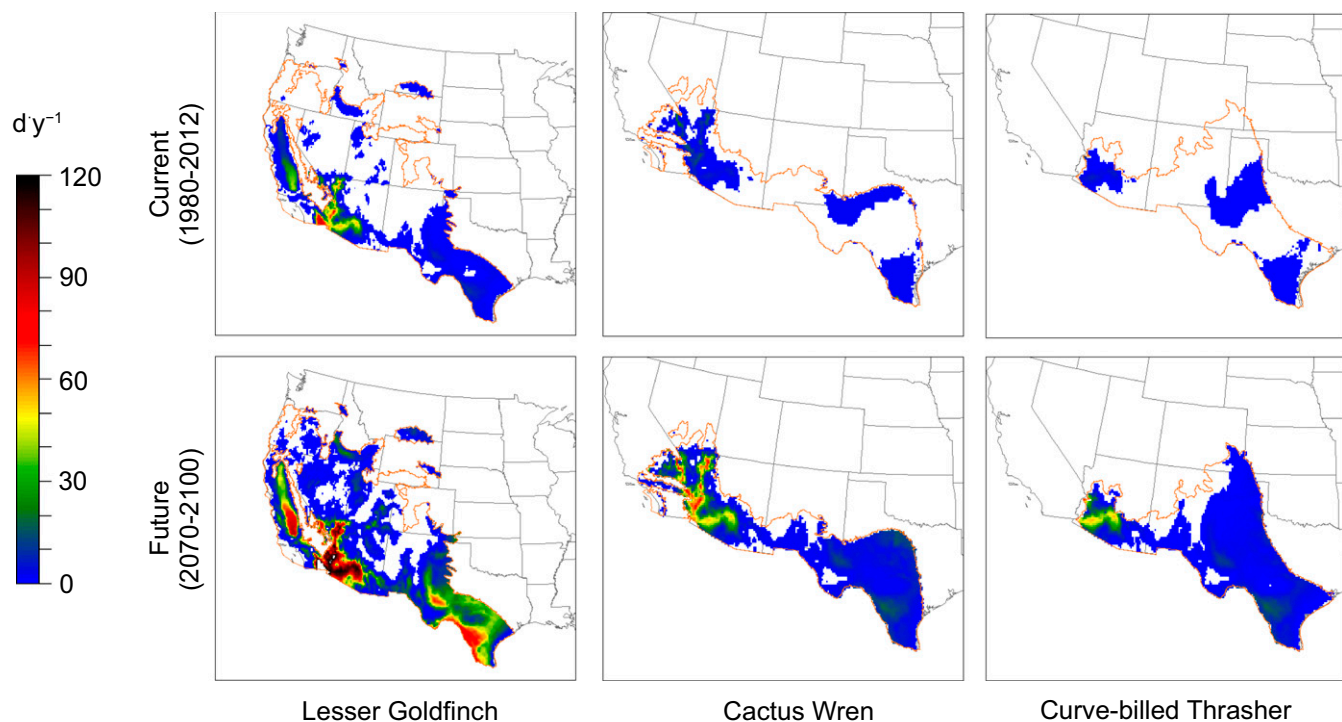 d·y⁻¹
120
90
60
30
0
Current
(1980-2012)
Future
(2070-2100)
Lesser Goldfinch
Cactus Wren
Curve-billed Thrasher